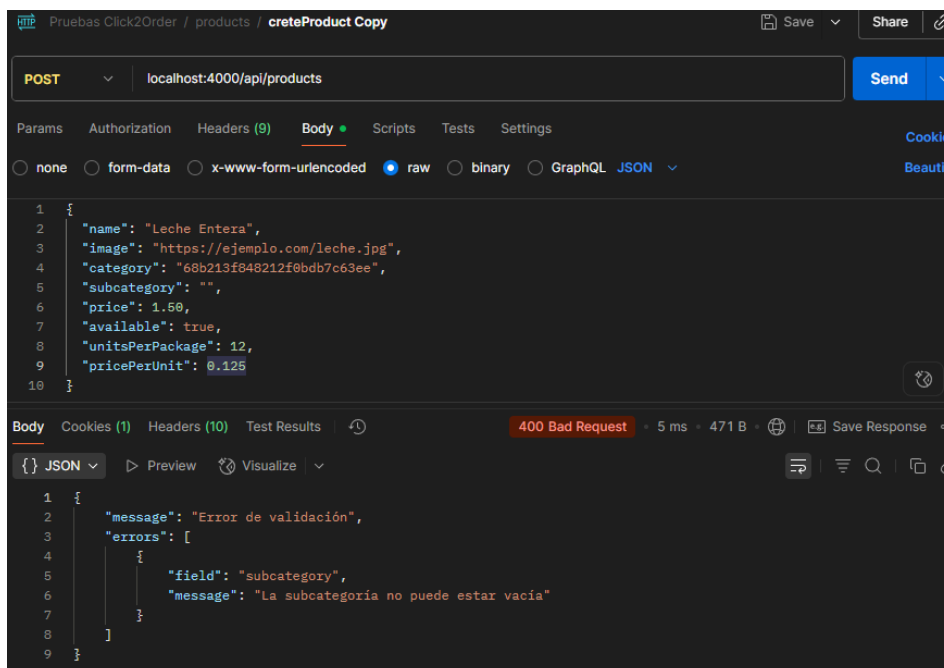 HTTP Pruebas Click2Order / products / creteProduct Copy Save Share
POST localhost:4000/api/products Send
Params Authorization Headers (9) Body Scripts Tests Settings
none form-data x-www-form-urlencoded raw binary GraphQL JSON
1 {
2 "name": "Leche Entera",
3 "image": "https://ejemplo.com/leche.jpg",
4 "category": "68b213f848212f0bdb7c63ee",
5 "subcategory": "",
6 "price": 1.50,
7 "available": true,
8 "unitsPerPackage": 12,
9 "pricePerUnit": 0.125
10 }
Body Cookies (1) Headers (10) Test Results 400 Bad Request • 5 ms • 471 B • e.g. Save Response
{} JSON Preview Visualize
1 {
2 "message": "Error de validación",
3 "errors": [
4 {
5 "field": "subcategory",
6 "message": "La subcategoría no puede estar vacía"
7 }
8 ]
9 }